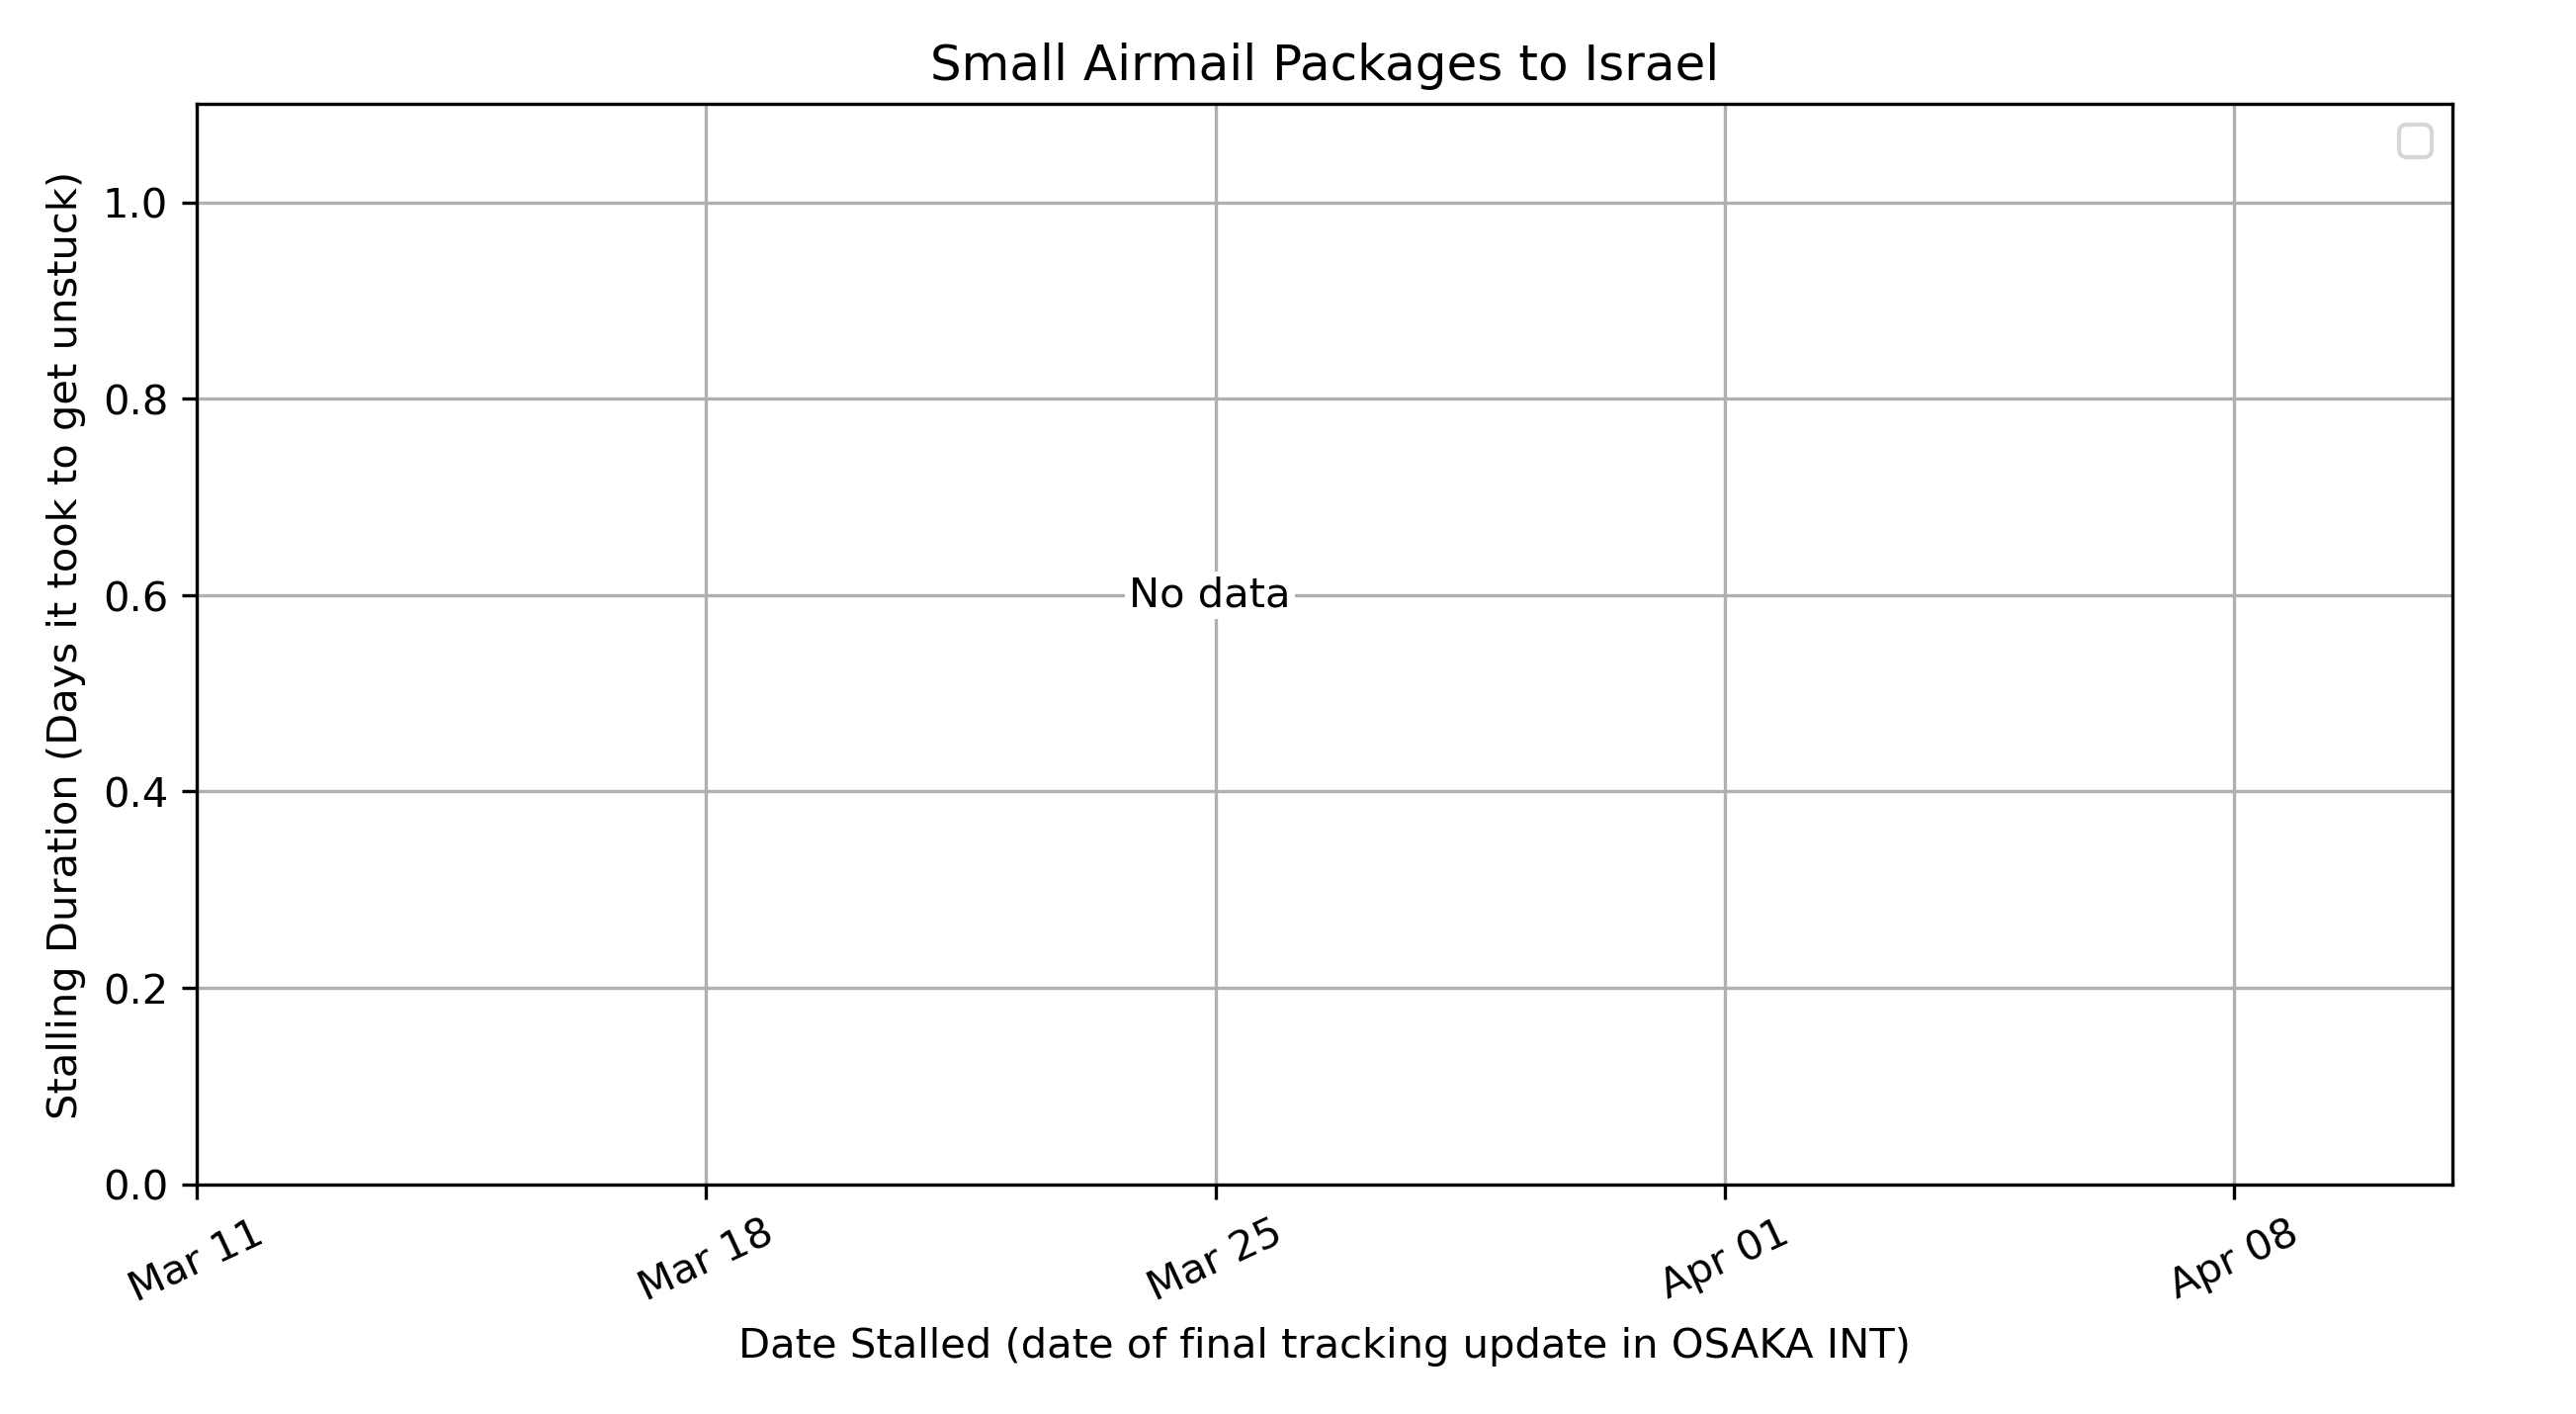 Small Airmail Packages to Israel
Stalling Duration (Days it took to get unstuck)
1.0
0.8
0.6
0.4
0.2
0.0
No data
Mar 11
Mar 18
Mar 25
Apr 01
Apr 08
Date Stalled (date of final tracking update in OSAKA INT)